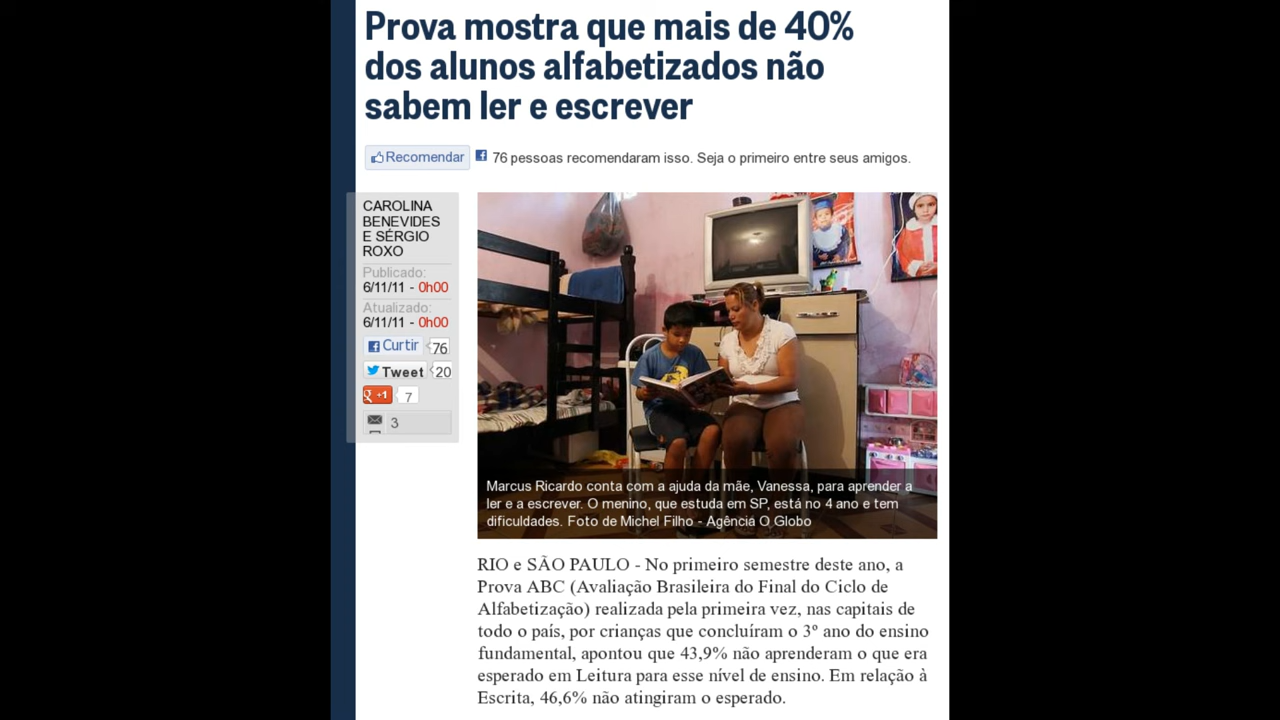 Prova mostra que mais de 40%
dos alunos alfabetizados não
sabem ler e escrever
Recomendar
76 pessoas recomendaram isso. Seja o primeiro entre seus amigos.
CAROLINA
BENEVIDES
E SÉRGIO
ROXO
Publicado:
6/11/11 - 0h00
Atualizado:
6/11/11 - 0h00
Curtir 76
Tweet 20
+1 7
3
Marcus Ricardo conta com a ajuda da mãe, Vanessa, para aprender a
ler e a escrever. O menino, que estuda em SP, está no 4 ano e tem
dificuldades. Foto de Michel Filho - Agência O Globo
RIO e SÃO PAULO - No primeiro semestre deste ano, a
Prova ABC (Avaliação Brasileira do Final do Ciclo de
Alfabetização) realizada pela primeira vez, nas capitais de
todo o país, por crianças que concluíram o 3º ano do ensino
fundamental, apontou que 43,9% não aprenderam o que era
esperado em Leitura para esse nível de ensino. Em relação à
Escrita, 46,6% não atingiram o esperado.